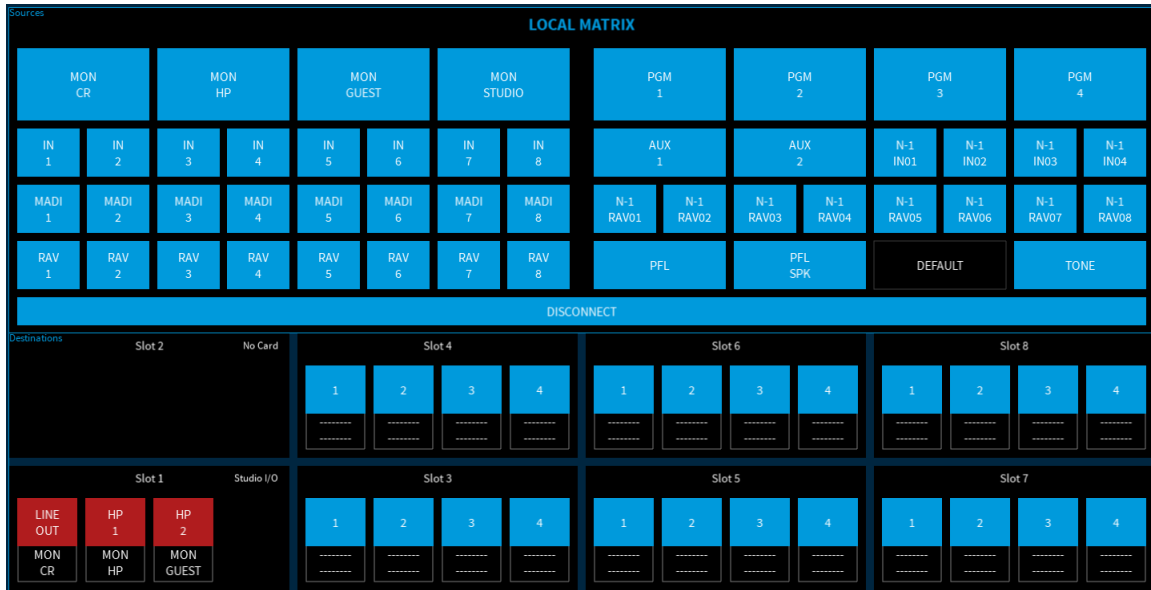 Sources
LOCAL MATRIX
MON CR MON HP MON GUEST MON STUDIO PGM 1 PGM 2 PGM 3 PGM 4
IN 1 IN 2 IN 3 IN 4 IN 5 IN 6 IN 7 IN 8 AUX 1 AUX 2 N-1 IN01 N-1 IN02 N-1 IN03 N-1 IN04
MADI 1 MADI 2 MADI 3 MADI 4 MADI 5 MADI 6 MADI 7 MADI 8 N-1 RAV01 N-1 RAV02 N-1 RAV03 N-1 RAV04 N-1 RAV05 N-1 RAV06 N-1 RAV07 N-1 RAV08
RAV 1 RAV 2 RAV 3 RAV 4 RAV 5 RAV 6 RAV 7 RAV 8 PFL PFL SPK DEFAULT TONE
DISCONNECT
Destinations
Slot 2 No Card Slot 4 Slot 6 Slot 8
1 2 3 4 1 2 3 4 1 2 3 4
-------- -------- -------- -------- -------- -------- -------- -------- -------- -------- -------- --------
-------- -------- -------- -------- -------- -------- -------- -------- -------- -------- -------- --------
Slot 1 Studio I/O Slot 3 Slot 5 Slot 7
LINE OUT HP 1 HP 2 1 2 3 4 1 2 3 4 1 2 3 4
MON CR MON HP MON GUEST -------- -------- -------- -------- -------- -------- -------- -------- -------- -------- -------- --------
-------- -------- -------- -------- -------- -------- -------- -------- -------- -------- -------- --------